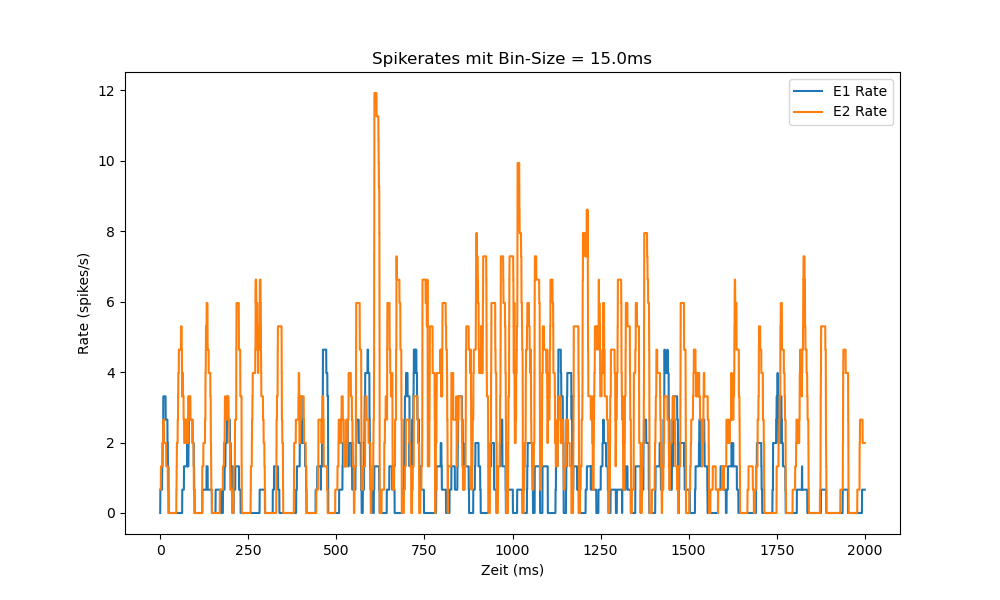 Spikerates mit Bin-Size = 15.0ms
E1 Rate
E2 Rate
Rate (spikes/s)
12
10
8
6
4
2
0
0 250 500 750 1000 1250 1500 1750 2000
Zeit (ms)